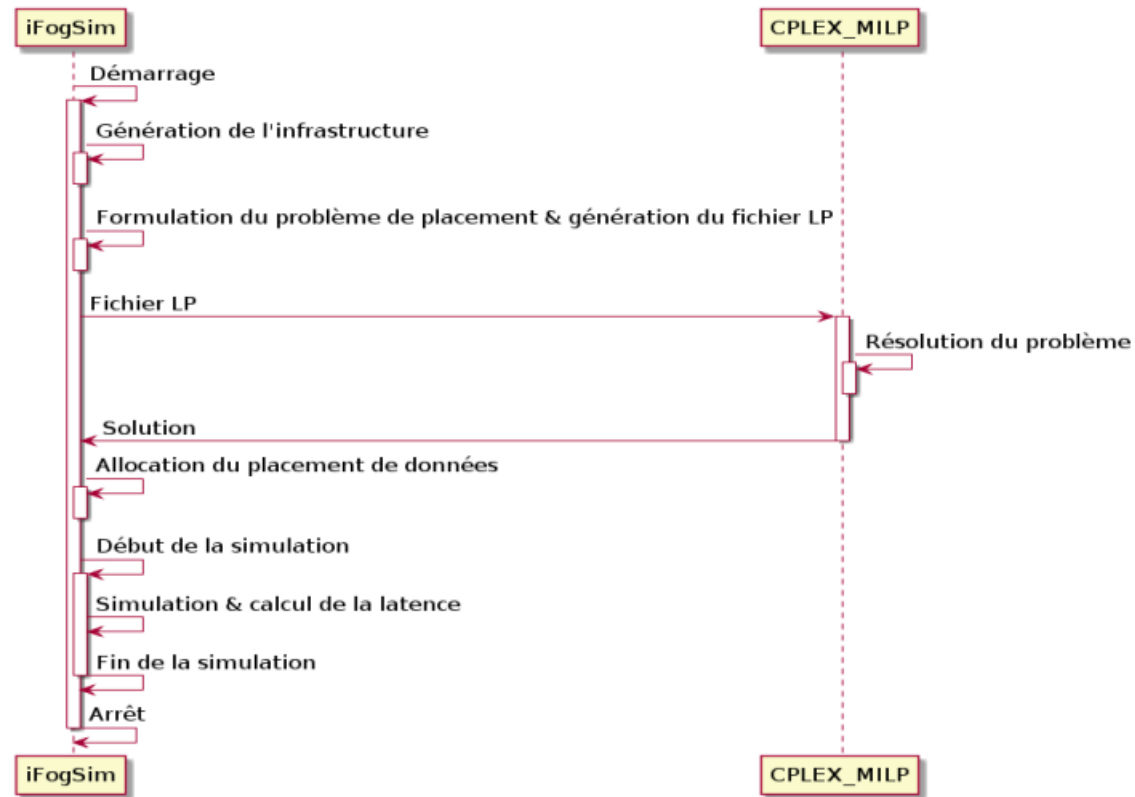 iFogSim
CPLEX_MILP
Démarrage
Génération de l'infrastructure
Formulation du problème de placement & génération du fichier LP
Fichier LP
Résolution du problème
Solution
Allocation du placement de données
Début de la simulation
Simulation & calcul de la latence
Fin de la simulation
Arrêt
iFogSim
CPLEX_MILP